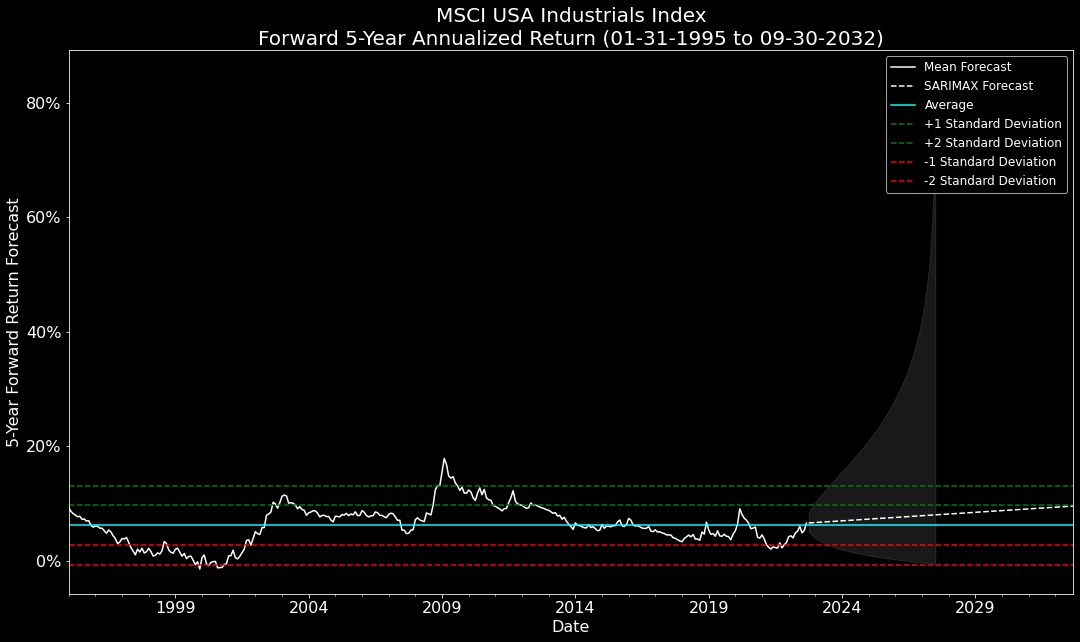 MSCI USA Industrials Index
Forward 5-Year Annualized Return (01-31-1995 to 09-30-2032)
Mean Forecast
SARIMAX Forecast
Average
+1 Standard Deviation
+2 Standard Deviation
-1 Standard Deviation
-2 Standard Deviation
5-Year Forward Return Forecast
80%
60%
40%
20%
0%
1999 2004 2009 2014 2019 2024 2029
Date